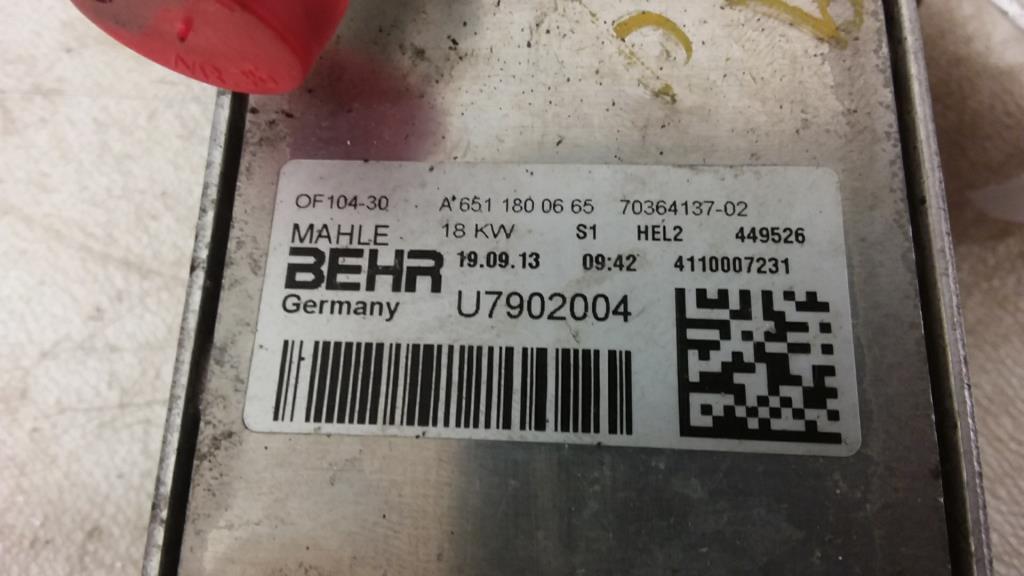 OF104-30 A 651 180 06 65 70364137-02
MAHLE 18 KW S1 HEL2 449526
BEHR 19.09.13 09:42 4110007231
Germany U7902004